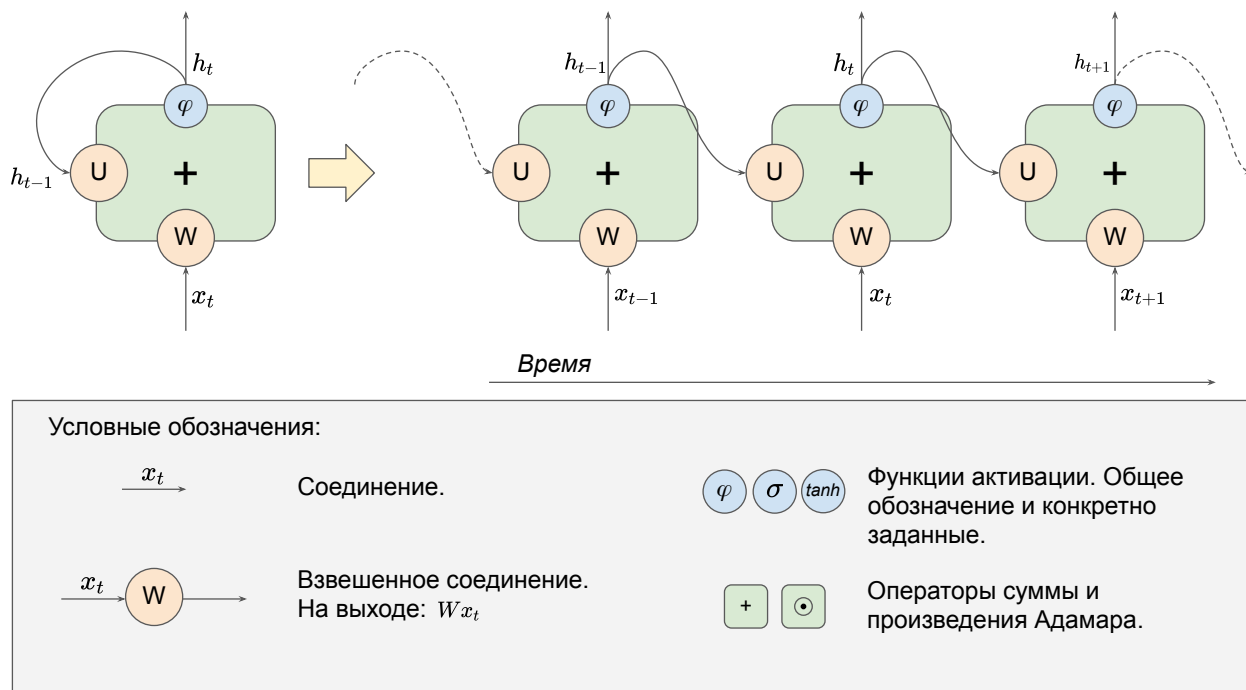 h_t
φ
h_{t-1}
U
+
W
x_t
h_{t-1}
φ
U
+
W
x_{t-1}
h_t
φ
U
+
W
x_t
h_{t+1}
φ
U
+
W
x_{t+1}
Время
Условные обозначения:
x_t
Соединение.
x_t W
Взвешенное соединение.
На выходе: Wx_t
φ σ tanh
Функции активации. Общее
обозначение и конкретно
заданные.
+ ⊙
Операторы суммы и
произведения Адамара.